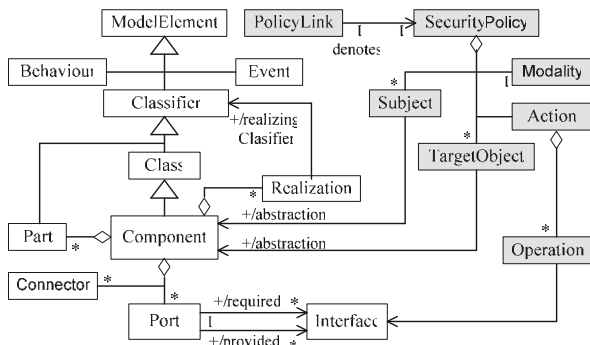 ModelElement
PolicyLink
SecurityPolicy
1
1
denotes
Behaviour
Event
*
1
Modality
Classifier
Subject
Action
+/realizing
Clasifier
*
TargetObject
Class
*
Realization
+/abstraction
*
Part
*
Component
+/abstraction
Operation
Connector
*
*
+/required
*
Port
1
Interface
+/provided
*